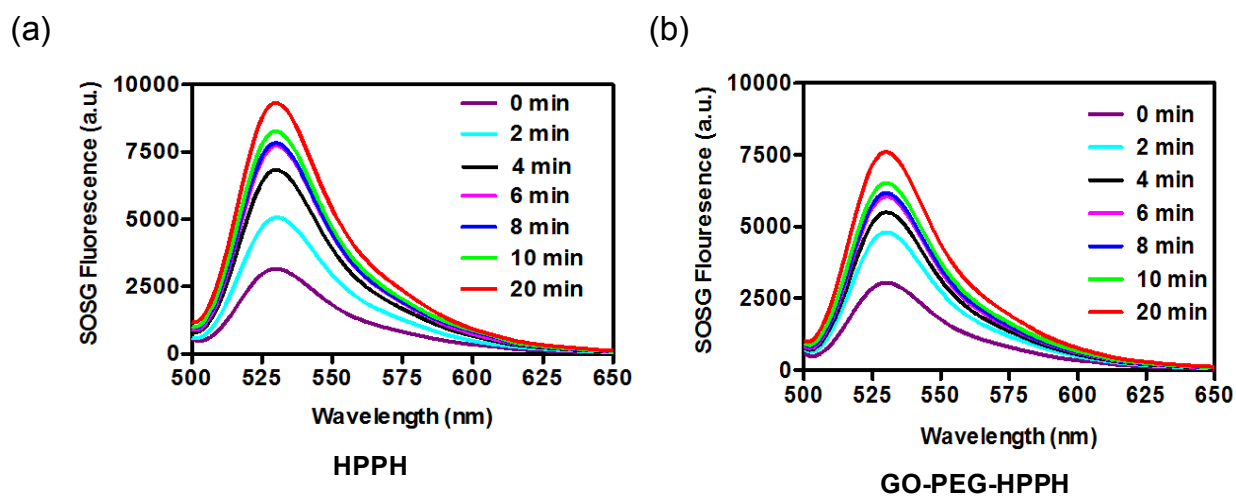 (a)
SOSG Fluorescence (a.u.)
10000
7500
5000
2500
0
500 525 550 575 600 625 650
Wavelength (nm)
0 min
2 min
4 min
6 min
8 min
10 min
20 min
HPPH
(b)
SOSG Flouresence (a.u.)
10000
7500
5000
2500
0
500 525 550 575 600 625 650
Wavelength (nm)
0 min
2 min
4 min
6 min
8 min
10 min
20 min
GO-PEG-HPPH